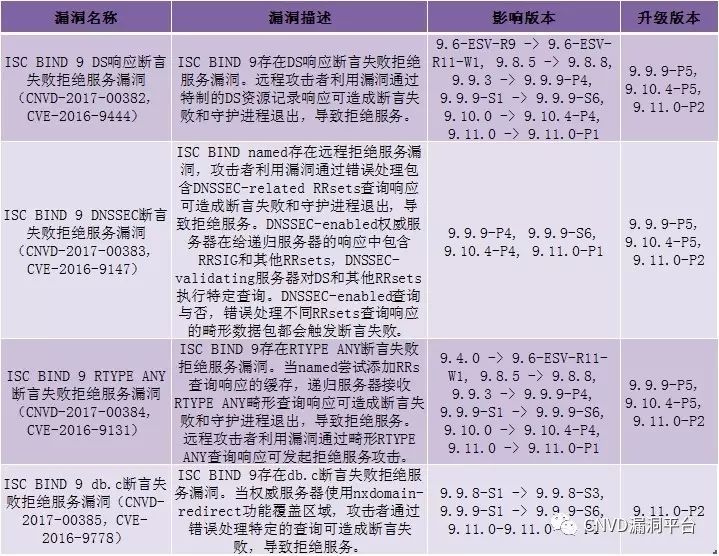 漏洞名称
漏洞描述
影响版本
升级版本
ISC BIND 9 DS响应断言
失败拒绝服务漏洞
(CNVD-2017-00382,
CVE-2016-9444)
ISC BIND 9存在DS响应断言失败拒绝
服务漏洞。远程攻击者利用漏洞通过
特制的DS资源记录响应可造成断言失
败和守护进程退出，导致拒绝服务。
9.6-ESV-R9 -> 9.6-ESV-
R11-W1, 9.8.5 -> 9.8.8,
9.9.3 -> 9.9.9-P4,
9.9.9-S1 -> 9.9.9-S6,
9.10.0 -> 9.10.4-P4,
9.11.0 -> 9.11.0-P1
9.9.9-P5,
9.10.4-P5,
9.11.0-P2
ISC BIND 9 DNSSEC断言
失败拒绝服务漏洞
(CNVD-2017-00383,
CVE-2016-9147)
ISC BIND named存在远程拒绝服务漏
洞，攻击者利用漏洞通过错误处理包
含DNSSEC-related RRsets查询响应
可造成断言失败和守护进程退出，导
致拒绝服务。DNSSEC-enabled权威服
务器在给递归服务器的响应中包含
RRSIG和其他RRsets, DNSSEC-
validating服务器对DS和其他RRsets
执行特定查询。DNSSEC-enabled查询
与否，错误处理不同RRsets查询响应
的畸形数据包都会触发断言失败。
9.9.9-P4, 9.9.9-S6,
9.10.4-P4, 9.11.0-P1
9.9.9-P5,
9.10.4-P5,
9.11.0-P2
ISC BIND 9 RTYPE ANY
断言失败拒绝服务漏洞
(CNVD-2017-00384,
CVE-2016-9131)
ISC BIND 9存在RTYPE ANY断言失败
拒绝服务漏洞。当named尝试添加RRs
查询响应的缓存，递归服务器接收
RTYPE ANY畸形查询响应可造成断言失
败和守护进程退出，导致拒绝服务。
远程攻击者利用漏洞通过畸形RTYPE
ANY查询响应可发起拒绝服务攻击。
9.4.0 -> 9.6-ESV-R11-
W1, 9.8.5 -> 9.8.8,
9.9.3 -> 9.9.9-P4,
9.9.9-S1 -> 9.9.9-S6,
9.10.0 -> 9.10.4-P4,
9.11.0 -> 9.11.0-P1
9.9.9-P5,
9.10.4-P5,
9.11.0-P2
ISC BIND 9 db.c断言失
败拒绝服务漏洞（CNVD-
2017-00385, CVE-
2016-9778)
ISC BIND 9存在db.c断言失败拒绝服
务漏洞。当权威服务器使用nxdomain-
redirect功能覆盖区域，攻击者通过
错误处理特定的查询可造成断言失
败，导致拒绝服务。
9.9.8-S1 -> 9.9.8-S3,
9.9.9-S1 -> 9.9.9-S6,
9.11.0-9.11.0 -> P1
9.11.0-P2
CNVD漏洞平台